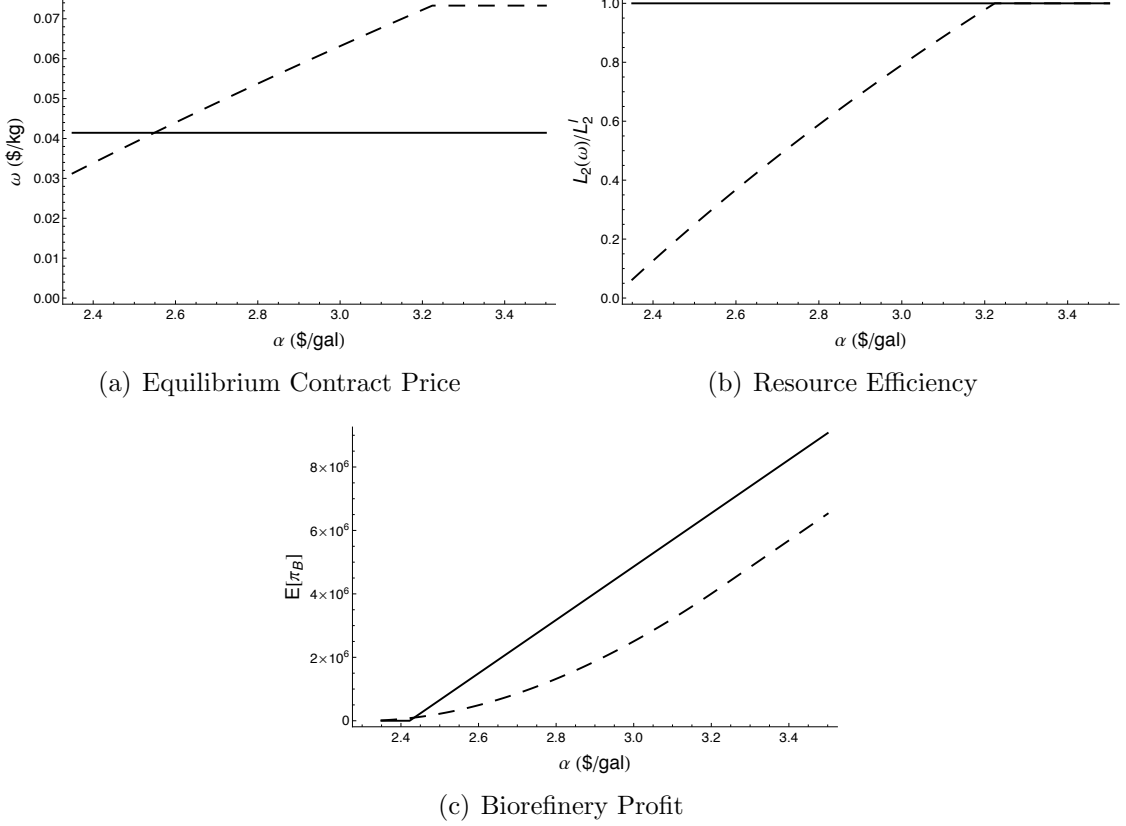 0.07
0.06
0.05
0.04
0.03
0.02
0.01
0.00
ω ($/kg)
2.4 2.6 2.8 3.0 3.2 3.4
α ($/gal)
(a) Equilibrium Contract Price
1.0
0.8
0.6
0.4
0.2
0.0
L₂(ω)/L₂ᴵ
2.4 2.6 2.8 3.0 3.2 3.4
α ($/gal)
(b) Resource Efficiency
8×10⁶
6×10⁶
4×10⁶
2×10⁶
0
E[π_B]
2.4 2.6 2.8 3.0 3.2 3.4
α ($/gal)
(c) Biorefinery Profit